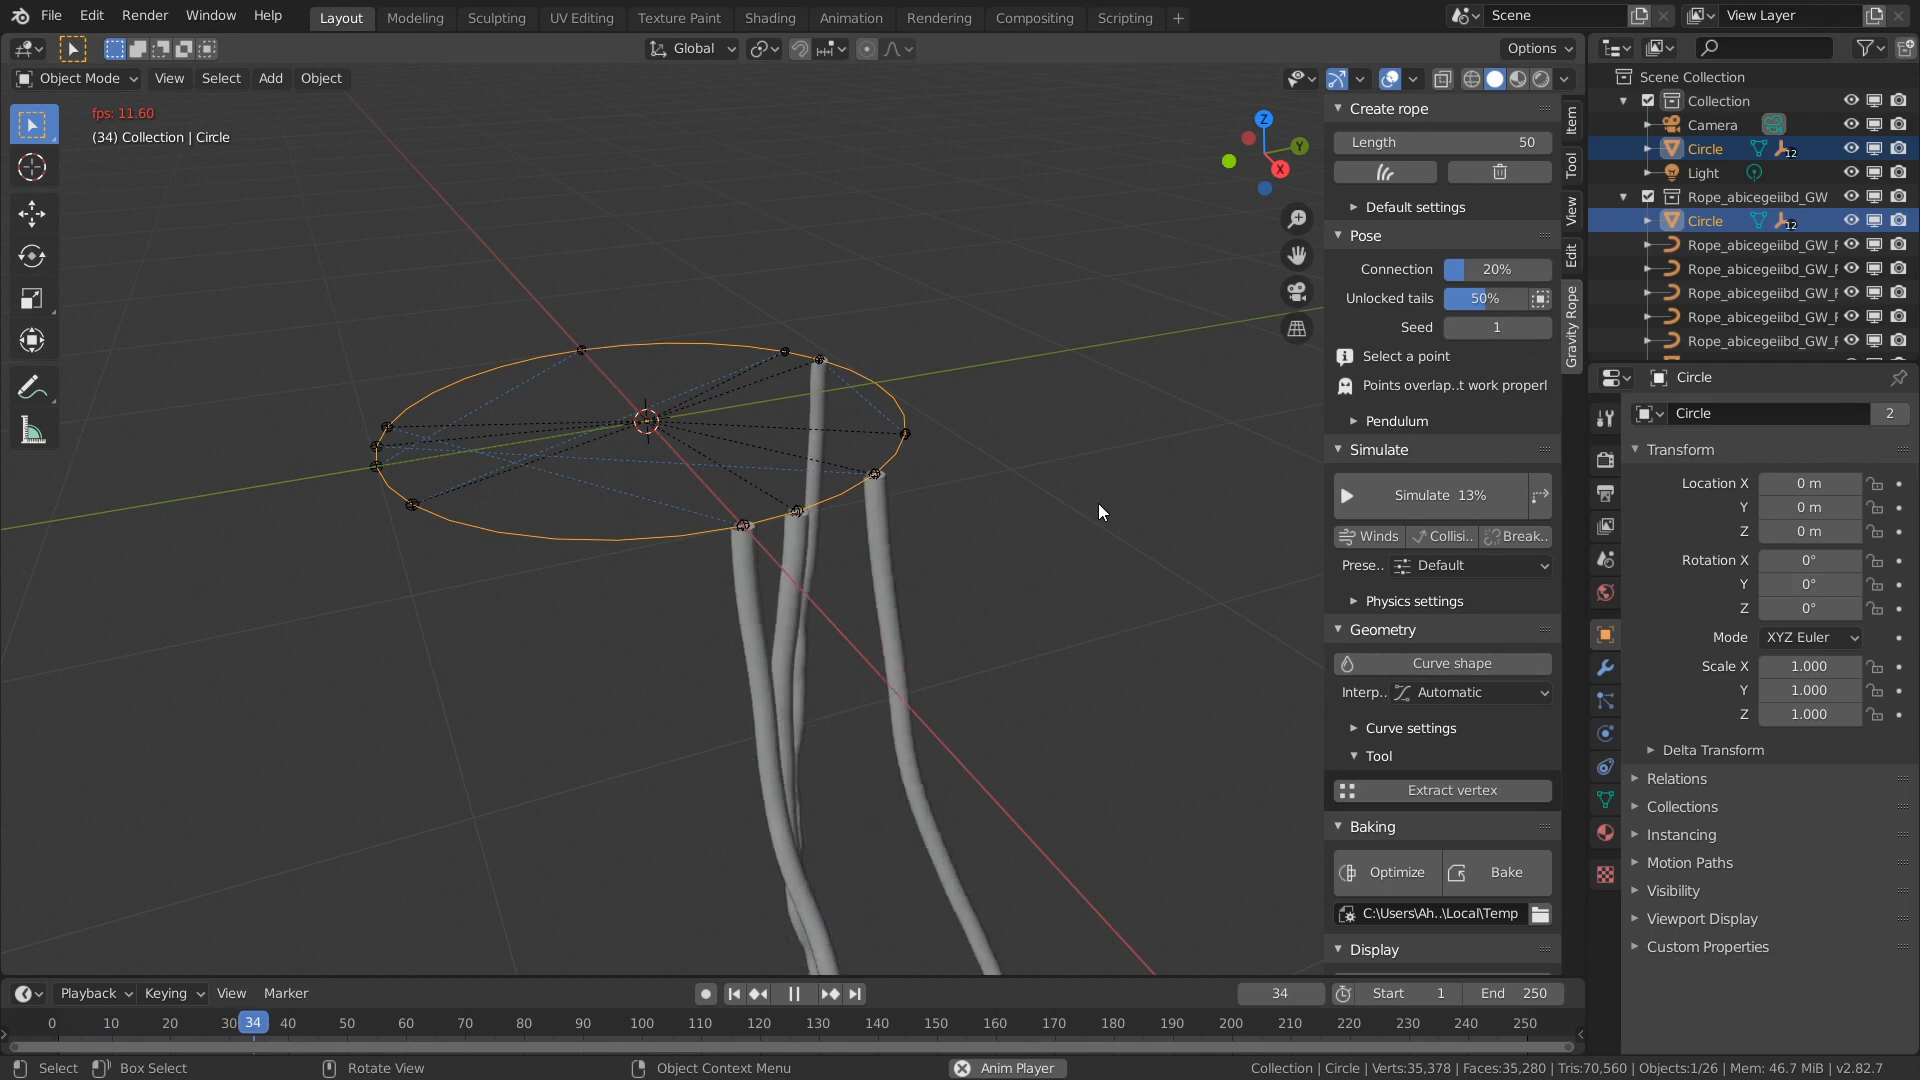 File Edit Render Window Help Layout Modeling Sculpting UV Editing Texture Paint Shading Animation Rendering Compositing Scripting + Scene View Layer
Global Options
Object Mode View Select Add Object
fps: 11.60
(34) Collection | Circle
Z
Y
X
Create rope
Length 50
Default settings
Pose
Connection 20%
Unlocked tails 50%
Seed 1
Select a point
Points overlap..t work properl
Pendulum
Simulate
Simulate 13%
Winds Collisi.. Break..
Prese.. Default
Physics settings
Geometry
Curve shape
Interp.. Automatic
Curve settings
Tool
Extract vertex
Baking
Optimize Bake
C:\Users\Ah..\Local\Temp
Display
Item
Tool
View
Edit
Gravity Rope
Scene Collection
Collection
Camera
Circle 12
Light
Rope_abicegeiibd_GW
Circle 12
Rope_abicegeiibd_GW_F
Rope_abicegeiibd_GW_F
Rope_abicegeiibd_GW_F
Rope_abicegeiibd_GW_F
Rope_abicegeiibd_GW_F
Circle
Circle 2
Transform
Location X 0 m
Y 0 m
Z 0 m
Rotation X 0°
Y 0°
Z 0°
Mode XYZ Euler
Scale X 1.000
Y 1.000
Z 1.000
Delta Transform
Relations
Collections
Instancing
Motion Paths
Visibility
Viewport Display
Custom Properties
Playback Keying View Marker 34 Start 1 End 250
0 10 20 30 34 40 50 60 70 80 90 100 110 120 130 140 150 160 170 180 190 200 210 220 230 240 250
Select Box Select Rotate View Object Context Menu Anim Player Collection | Circle | Verts:35,378 | Faces:35,280 | Tris:70,560 | Objects:1/26 | Mem: 46.7 MiB | v2.82.7